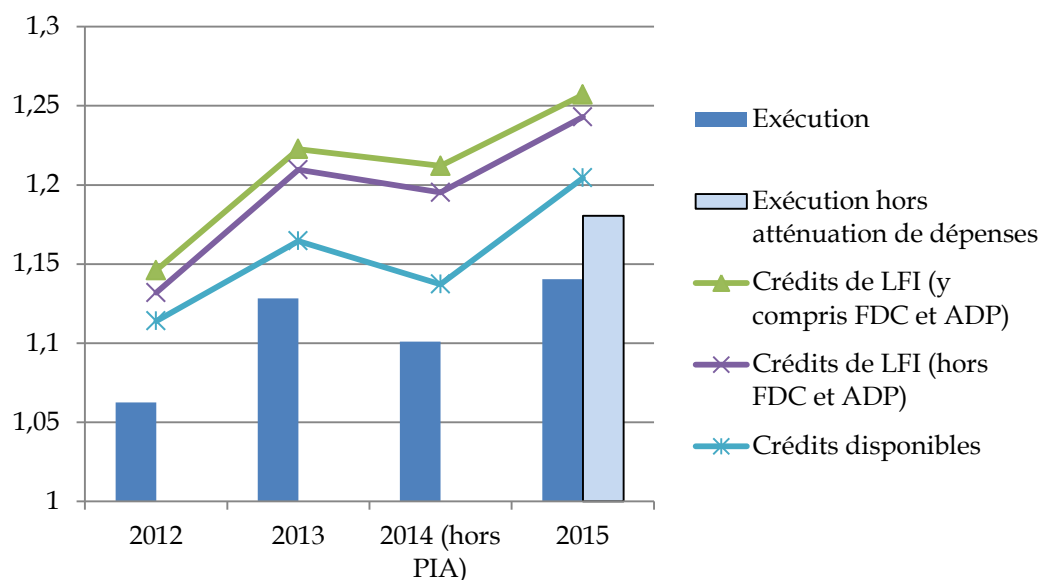 1,3
1,25
1,2
1,15
1,1
1,05
1
2012
2013
2014 (hors
PIA)
2015
Exécution
Exécution hors
atténuation de dépenses
Crédits de LFI (y
compris FDC et ADP)
Crédits de LFI (hors
FDC et ADP)
Crédits disponibles